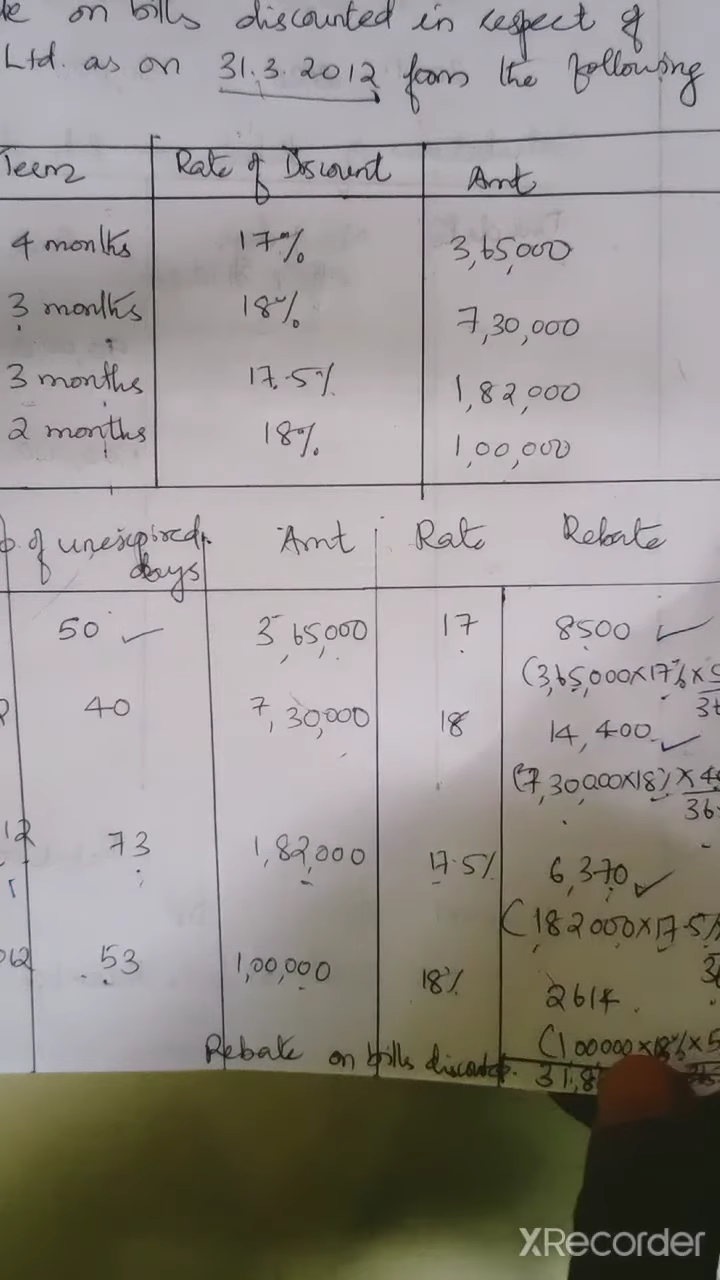 on bills discounted in respect of
Ltd. as on 31.3.2012 from the following
Term Rate of Discount Amt
4 months 17% 3,65,000
3 months 18% 7,30,000
3 months 17.5% 1,82,000
2 months 18% 1,00,000
of unexpired days Amt Rate Rebate
50 3,65,000 17 8500
(3,65,000×17%×
40 7,30,000 18 14,400
(7,30,000×18%×
12 73 1,82,000 17.5% 6,370
(182000×17.5%
53 1,00,000 18% 2614
(100000×18%×5
Rebate on bills discounted. 31,8
XRecorder